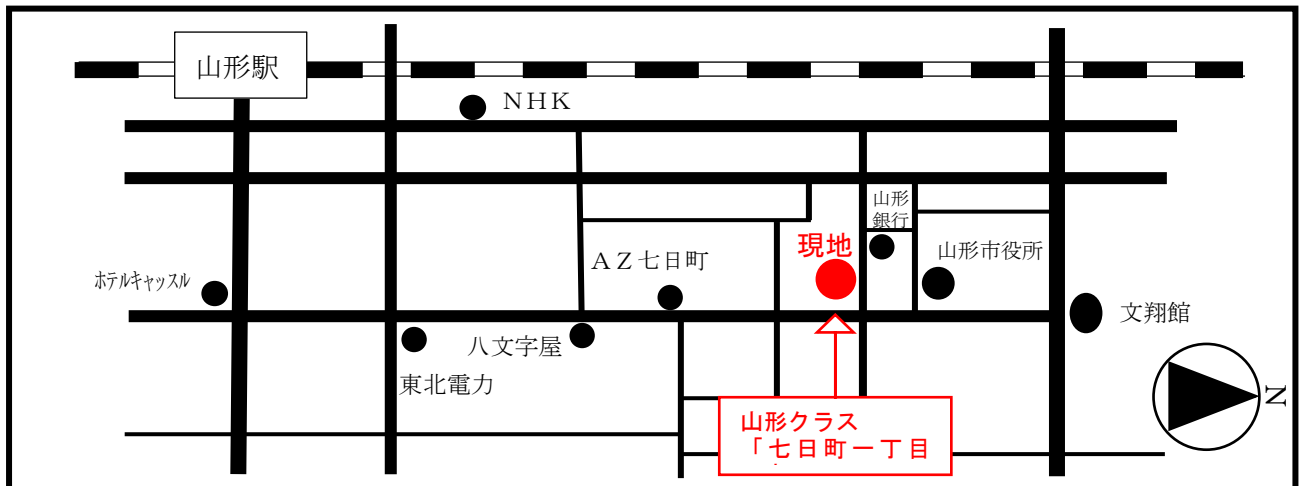 山形駅
NHK
山形
銀行
現地
山形市役所
AZ七日町
ホテルキャッスル
文翔館
八文字屋
東北電力
N
山形クラス
「七日町一丁目